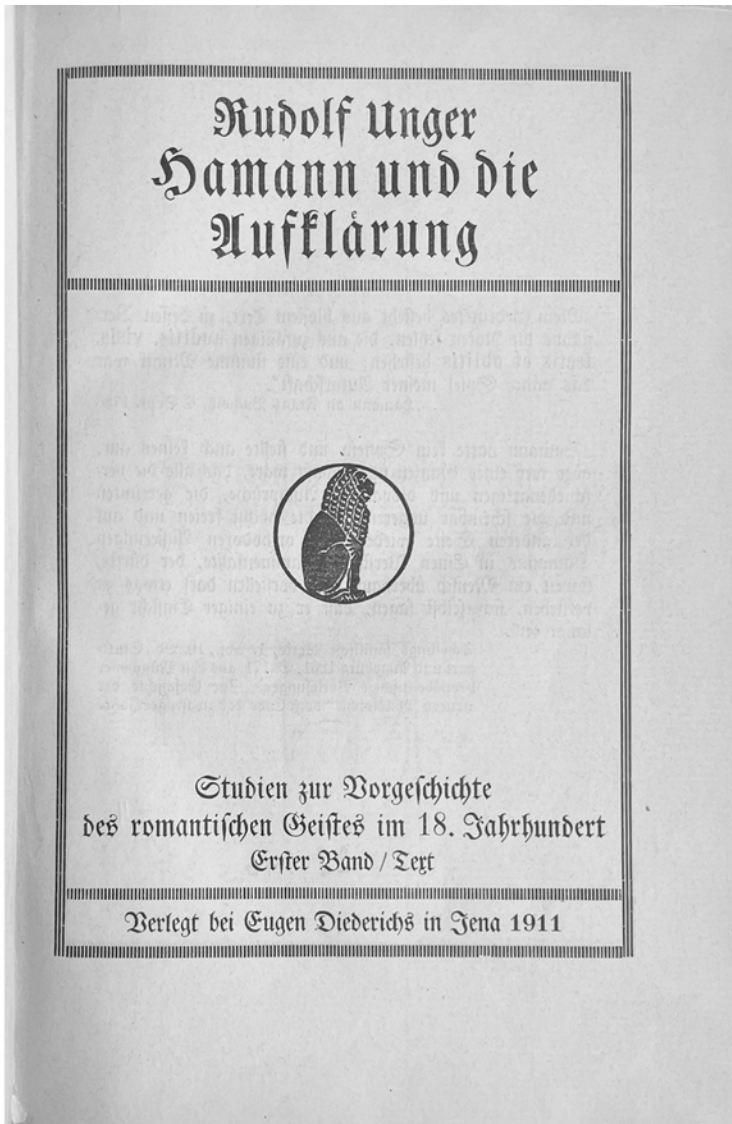 Rudolf Unger
Hamann und die
Aufklärung
Studien zur Vorgeschichte
des romantischen Geistes im 18. Jahrhundert
Erster Band / Text
Verlegt bei Eugen Diederichs in Jena 1911